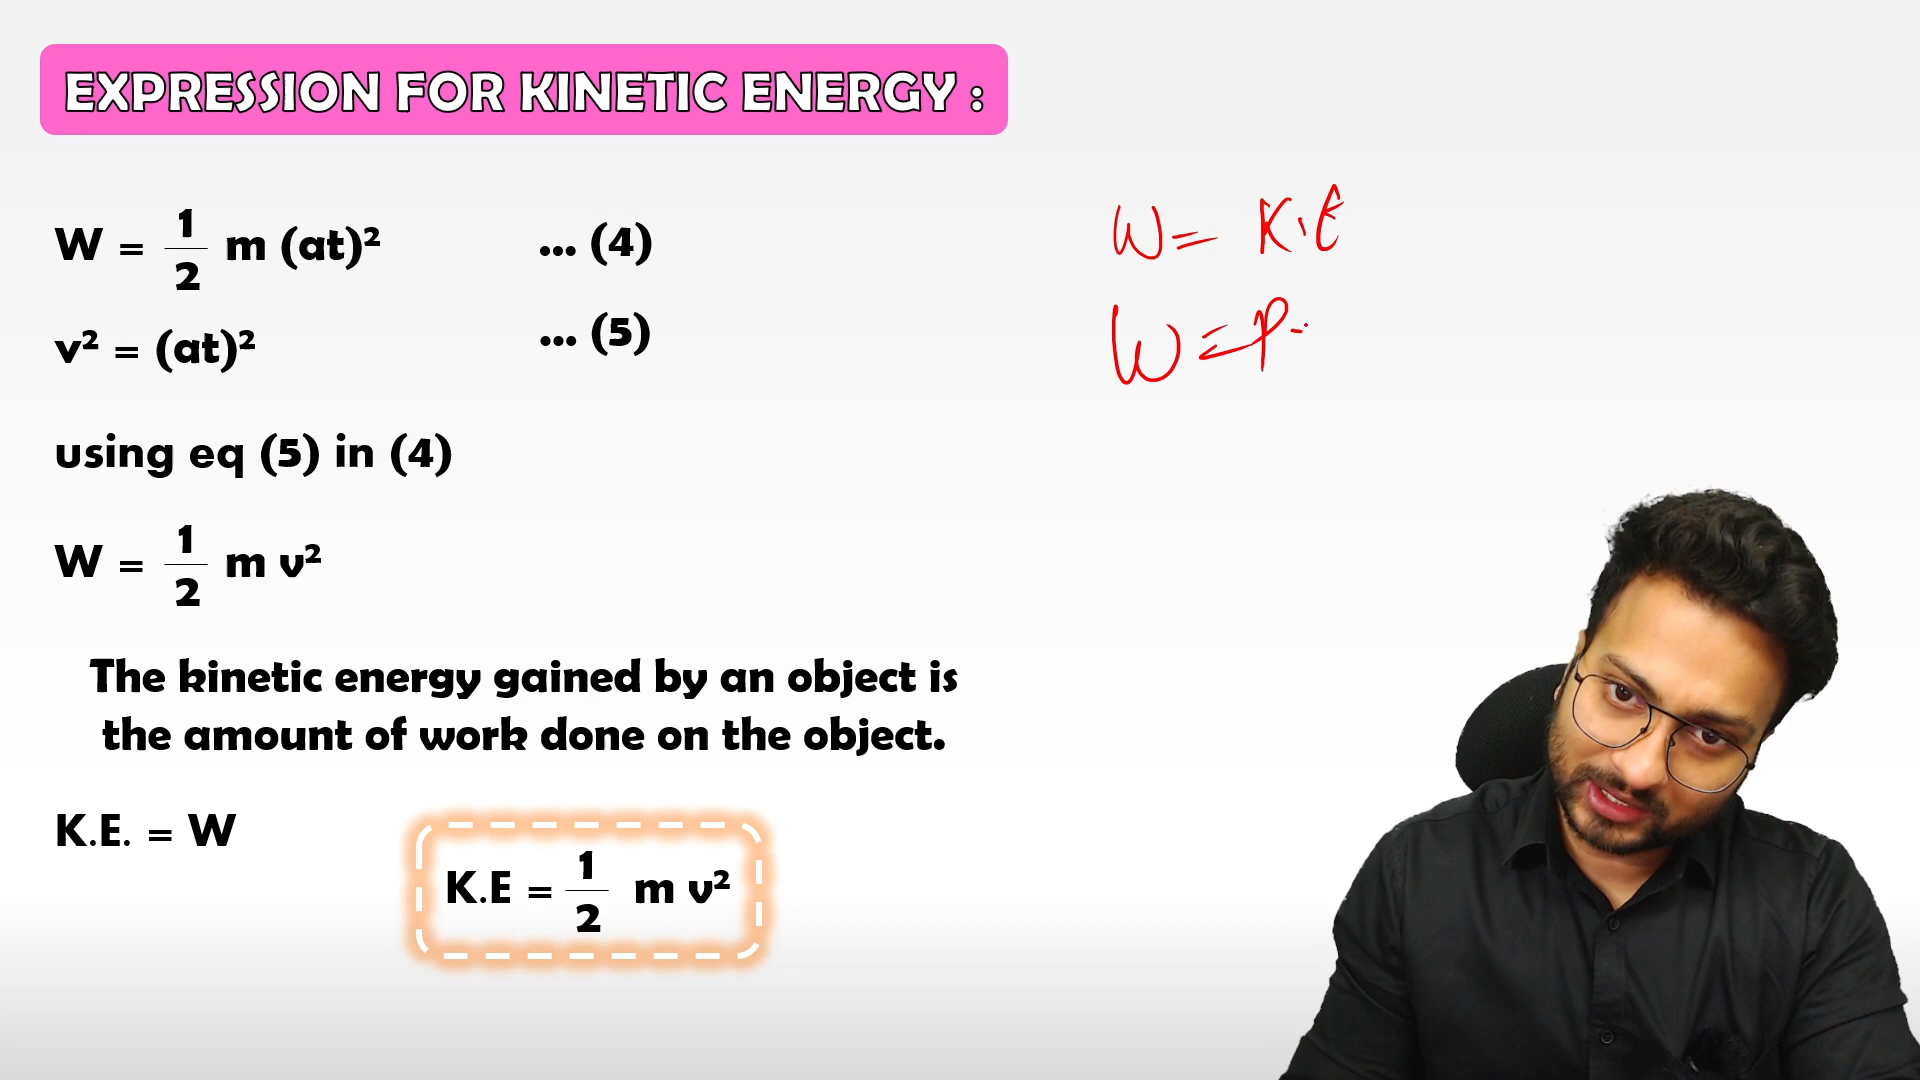 EXPRESSION FOR KINETIC ENERGY :
W = 1/2 m (at)² ... (4)
v² = (at)² ... (5)
using eq (5) in (4)
W = 1/2 m v²
The kinetic energy gained by an object is
the amount of work done on the object.
K.E. = W
K.E = 1/2 m v²
W = K.E
W = P.